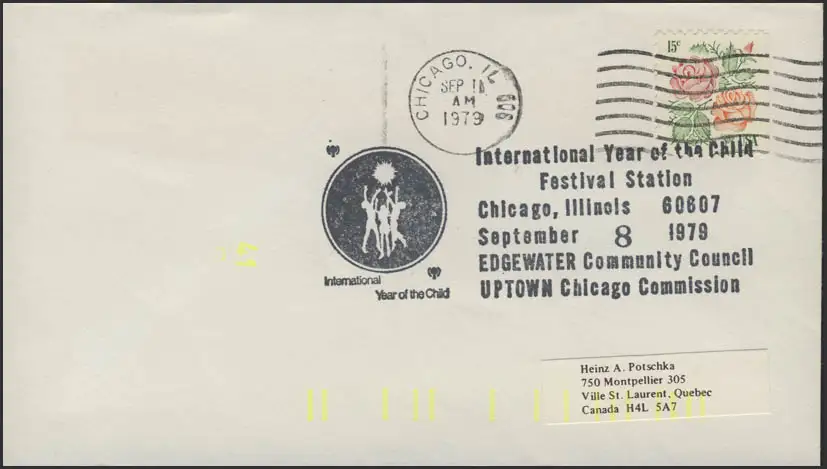 15c
CHICAGO, IL 606
SEP 11
AM
1979
International Year of the Child
Festival Station
Chicago, Illinois 60607
September 8 1979
EDGEWATER Community Council
UPTOWN Chicago Commission
International
Year of the Child
Heinz A. Potschka
750 Montpellier 305
Ville St. Laurent, Quebec
Canada H4L 5A7